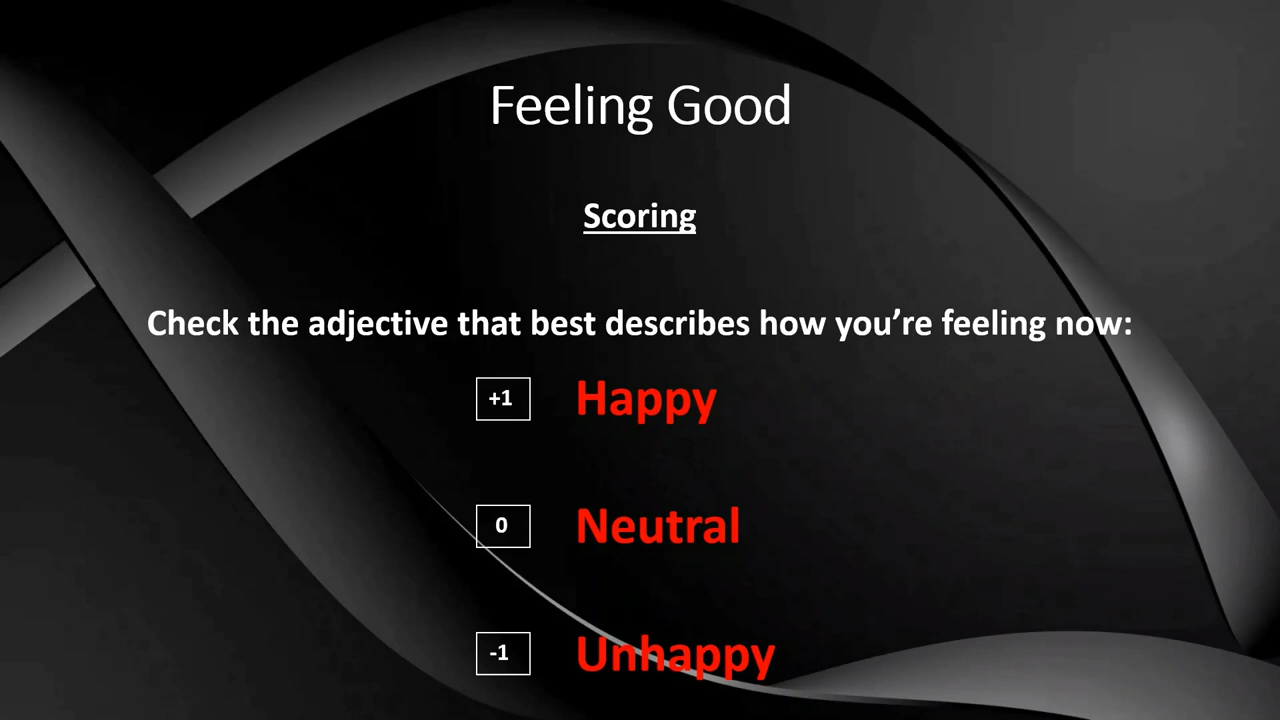 Feeling Good
Scoring
Check the adjective that best describes how you’re feeling now:
+1 Happy
0 Neutral
-1 Unhappy